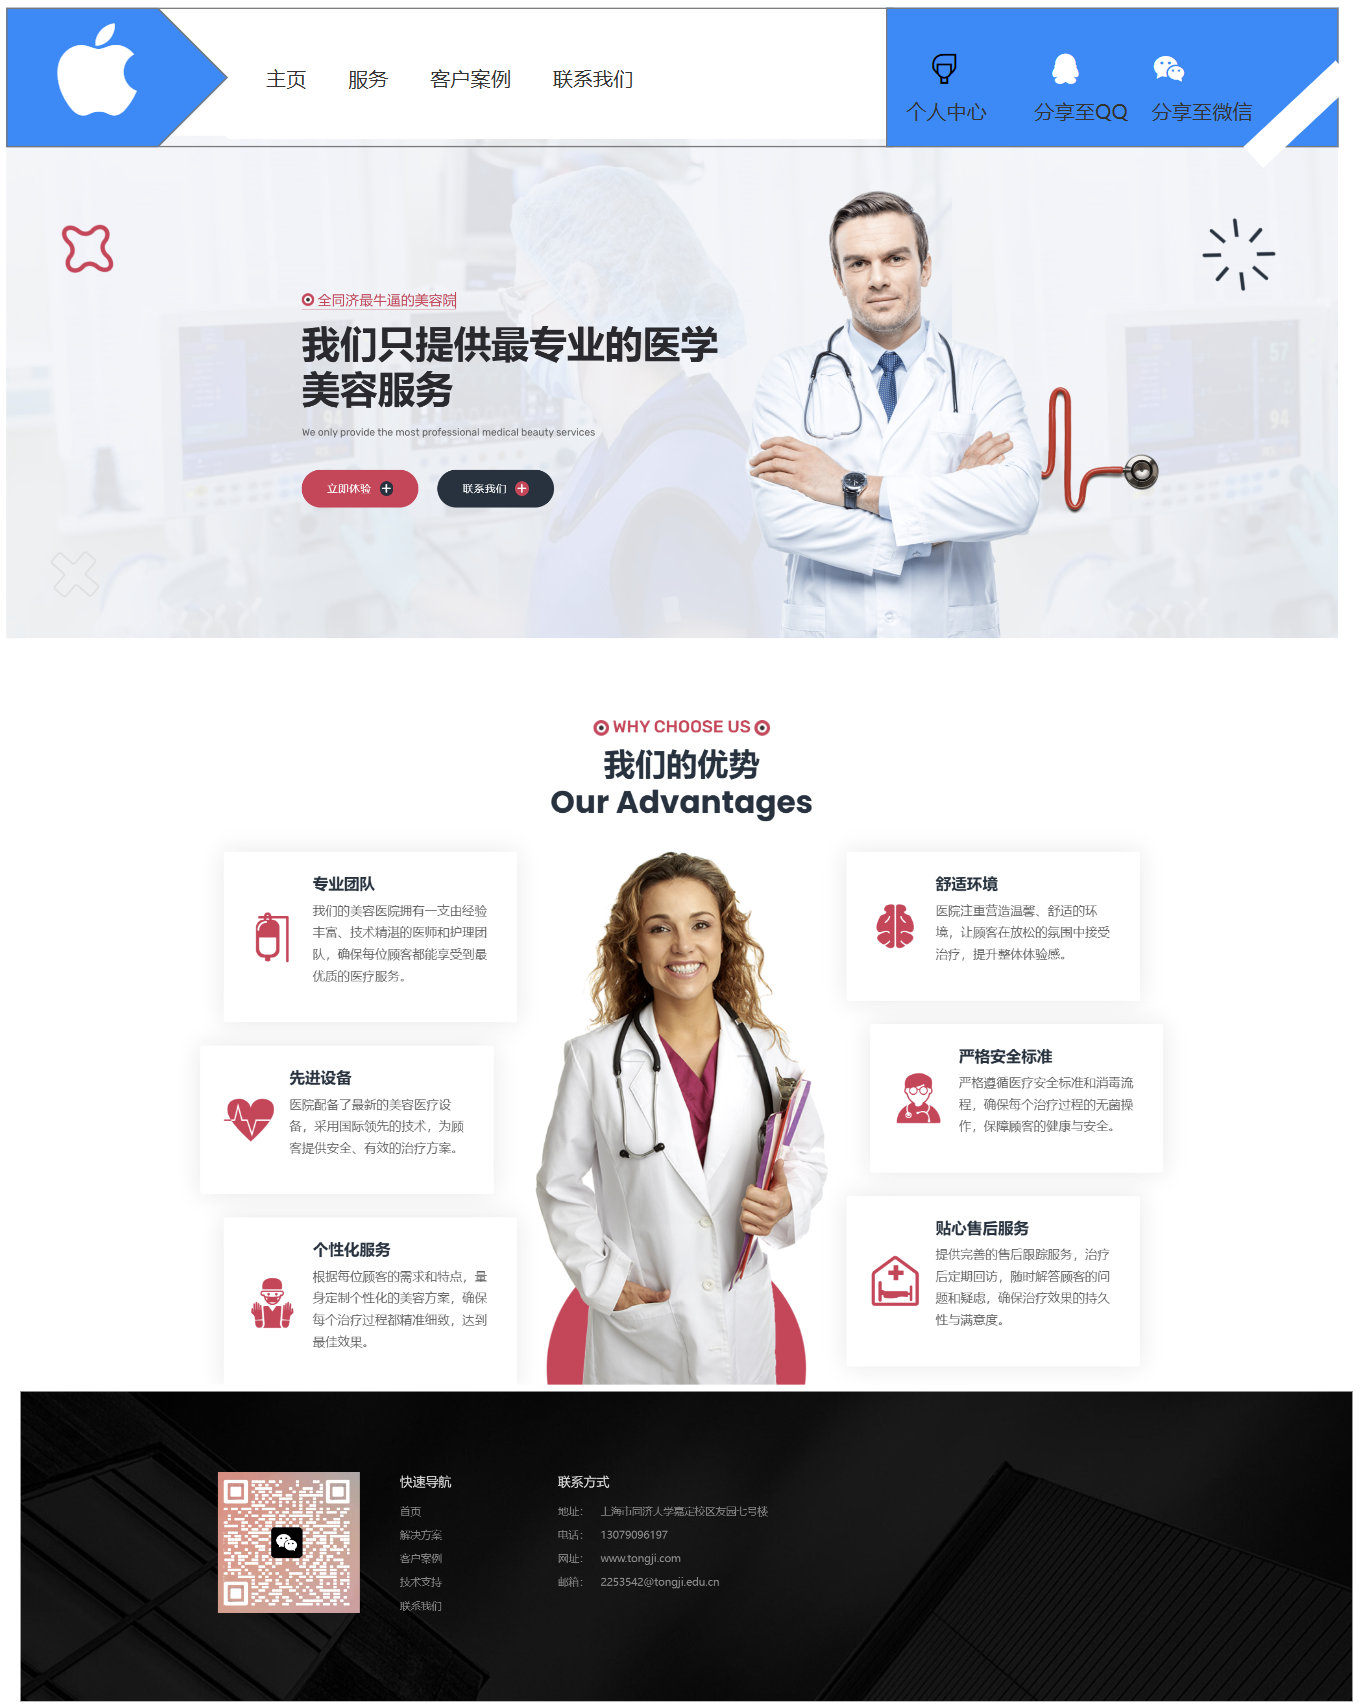 主页 服务 客户案例 联系我们
个人中心 分享至QQ 分享至微信
全同济最牛逼的美容院
我们只提供最专业的医学
美容服务
We only provide the most professional medical beauty services
立即体验 联系我们
57
94
WHY CHOOSE US
我们的优势
Our Advantages
专业团队
我们的美容医院拥有一支由经验
丰富、技术精湛的医师和护理团
队，确保每位顾客都能享受到最
优质的医疗服务。
舒适环境
医院注重营造温馨、舒适的环
境，让顾客在放松的氛围中接受
治疗，提升整体体验感。
先进设备
医院配备了最新的美容医疗设
备，采用国际领先的技术，为顾
客提供安全、有效的治疗方案。
严格安全标准
严格遵循医疗安全标准和消毒流
程，确保每个治疗过程的无菌操
作，保障顾客的健康与安全。
个性化服务
根据每位顾客的需求和特点，量
身定制个性化的美容方案，确保
每个治疗过程都精准细致，达到
最佳效果。
贴心售后服务
提供完善的售后跟踪服务，治疗
后定期回访，随时解答顾客的问
题和疑虑，确保治疗效果的持久
性与满意度。
快速导航
首页
解决方案
客户案例
技术支持
联系我们
联系方式
地址： 上海市同济大学嘉定校区友园七号楼
电话： 13079096197
网址： www.tongji.com
邮箱： 2253542@tongji.edu.cn